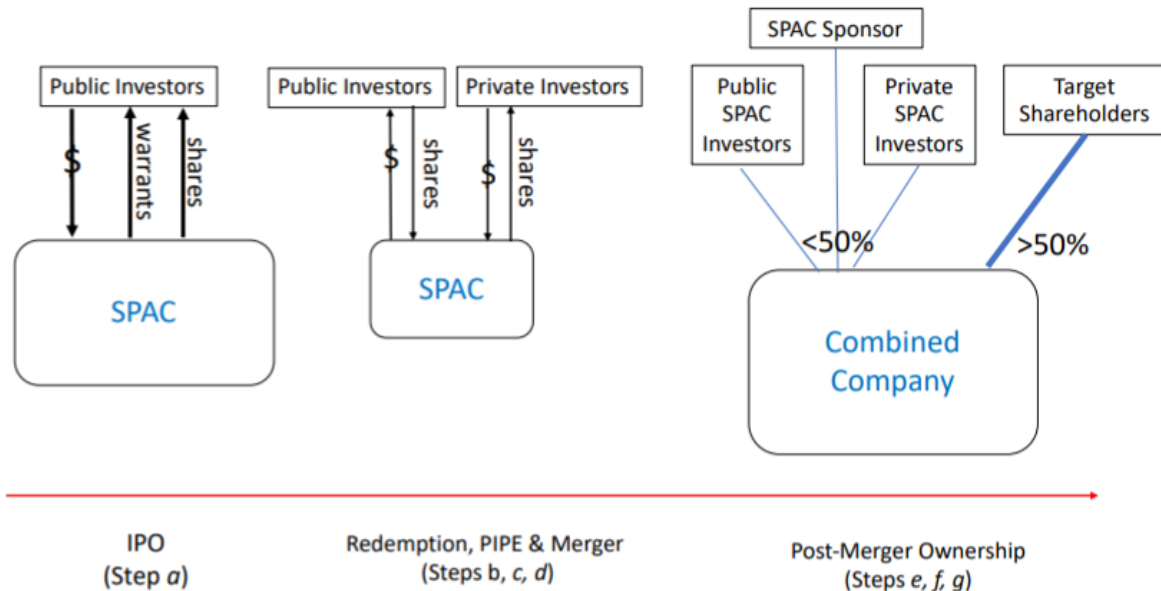 SPAC Sponsor
Public Investors
Public Investors
Private Investors
Public
SPAC
Investors
Private
SPAC
Investors
Target
Shareholders
$
warrants
shares
$
shares
$
shares
<50%
>50%
SPAC
SPAC
Combined
Company
IPO
(Step a)
Redemption, PIPE & Merger
(Steps b, c, d)
Post-Merger Ownership
(Steps e, f, g)